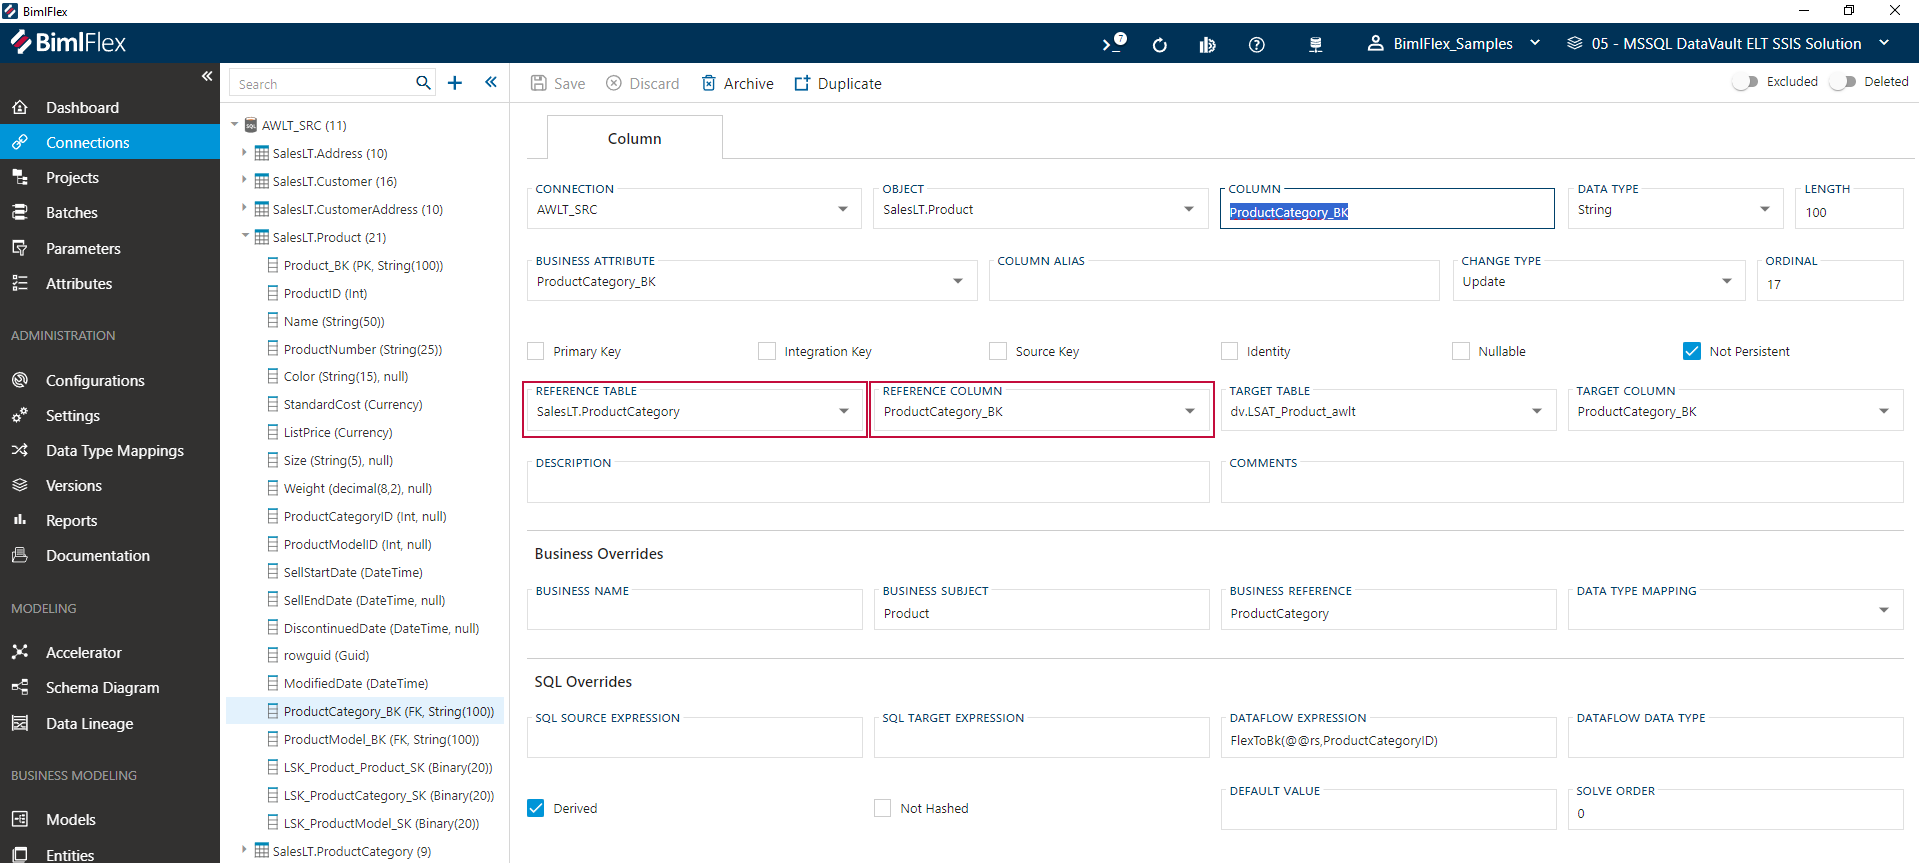 BimlFlex
BimlFlex
7
BimlFlex_Samples
05 - MSSQL DataVault ELT SSIS Solution
Dashboard
Connections
Projects
Batches
Parameters
Attributes
ADMINISTRATION
Configurations
Settings
Data Type Mappings
Versions
Reports
Documentation
MODELING
Accelerator
Schema Diagram
Data Lineage
BUSINESS MODELING
Models
Entities
Search
AWLT_SRC (11)
SalesLT.Address (10)
SalesLT.Customer (16)
SalesLT.CustomerAddress (10)
SalesLT.Product (21)
Product_BK (PK, String(100))
ProductID (Int)
Name (String(50))
ProductNumber (String(25))
Color (String(15), null)
StandardCost (Currency)
ListPrice (Currency)
Size (String(5), null)
Weight (decimal(8,2), null)
ProductCategoryID (Int, null)
ProductModelID (Int, null)
SellStartDate (DateTime)
SellEndDate (DateTime, null)
DiscontinuedDate (DateTime, null)
rowguid (Guid)
ModifiedDate (DateTime)
ProductCategory_BK (FK, String(100))
ProductModel_BK (FK, String(100))
LSK_Product_Product_SK (Binary(20))
LSK_ProductCategory_SK (Binary(20))
LSK_ProductModel_SK (Binary(20))
SalesLT.ProductCategory (9)
Save Discard Archive Duplicate
Excluded Deleted
Column
CONNECTION OBJECT COLUMN DATA TYPE LENGTH
AWLT_SRC SalesLT.Product ProductCategory_BK String 100
BUSINESS ATTRIBUTE COLUMN ALIAS CHANGE TYPE ORDINAL
ProductCategory_BK Update 17
Primary Key Integration Key Source Key Identity Nullable Not Persistent
REFERENCE TABLE REFERENCE COLUMN TARGET TABLE TARGET COLUMN
SalesLT.ProductCategory ProductCategory_BK dv.LSAT_Product_awlt ProductCategory_BK
DESCRIPTION COMMENTS
Business Overrides
BUSINESS NAME BUSINESS SUBJECT BUSINESS REFERENCE DATA TYPE MAPPING
Product ProductCategory
SQL Overrides
SQL SOURCE EXPRESSION SQL TARGET EXPRESSION DATAFLOW EXPRESSION DATAFLOW DATA TYPE
FlexToBk(@@rs,ProductCategoryID)
Derived Not Hashed
DEFAULT VALUE SOLVE ORDER
0